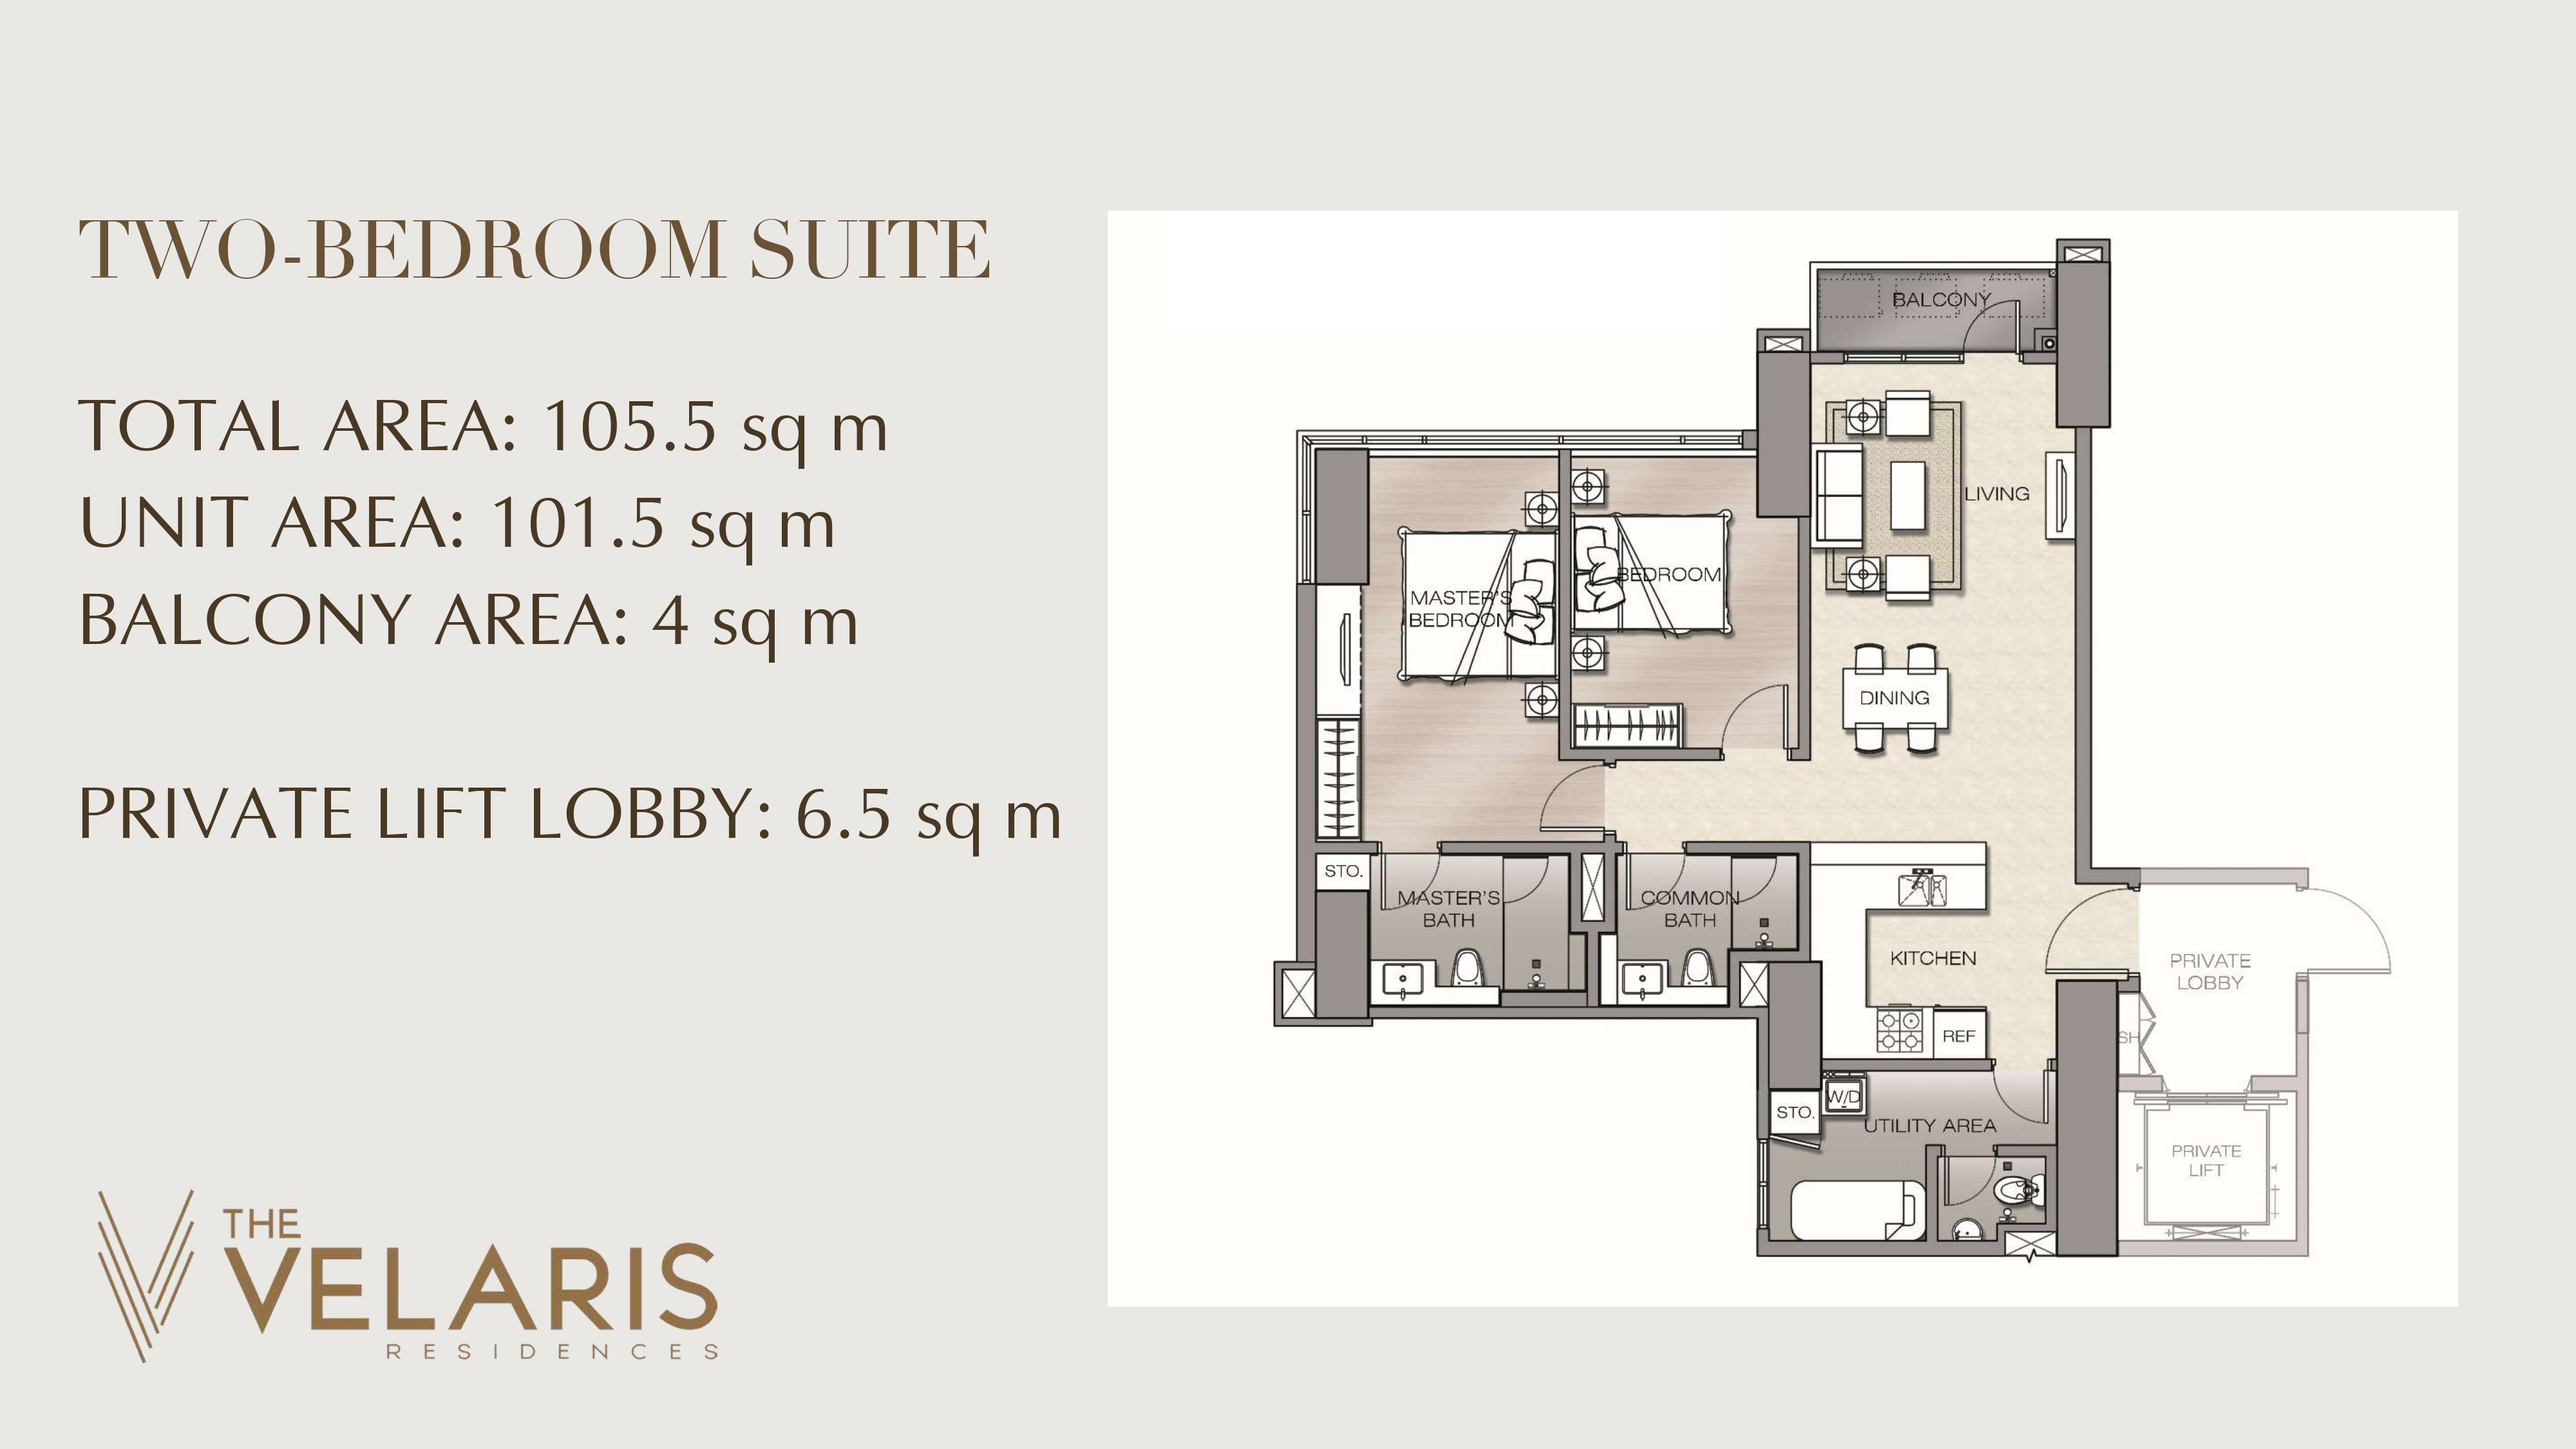 TWO-BEDROOM SUITE
TOTAL AREA: 105.5 sq m
UNIT AREA: 101.5 sq m
BALCONY AREA: 4 sq m
PRIVATE LIFT LOBBY: 6.5 sq m
THE
VELARIS
RESIDENCES
BALCONY
LIVING
MASTER'S
BEDROOM
BEDROOM
DINING
STO.
MASTER'S
BATH
COMMON
BATH
KITCHEN
REF
PRIVATE
LOBBY
SH
W/D
STO.
UTILITY AREA
PRIVATE
LIFT